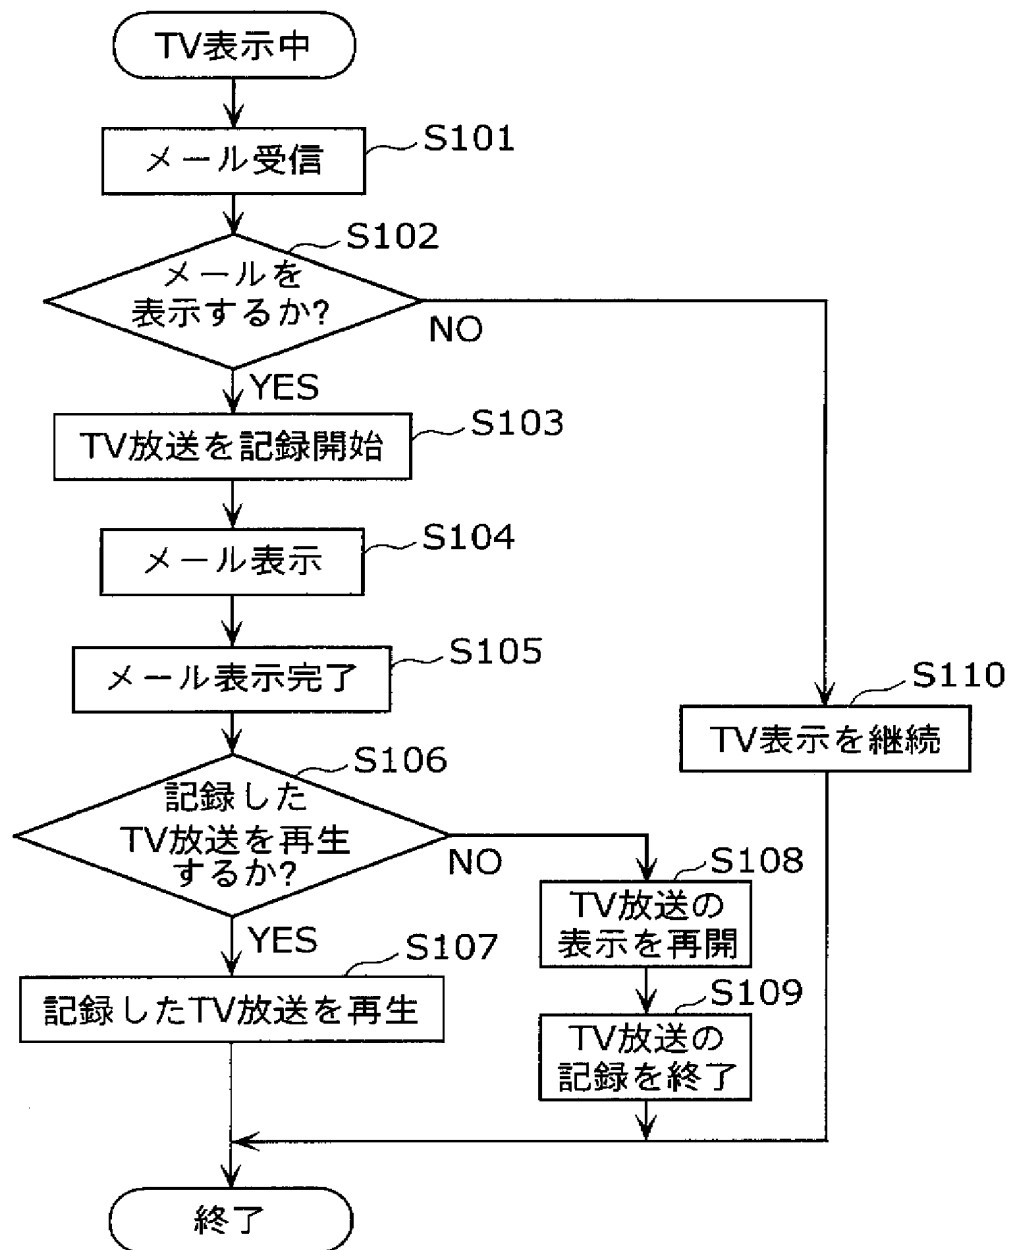 TV表示中
メール受信
S101
S102
メールを
表示するか?
NO
YES
TV放送を記録開始
S103
メール表示
S104
メール表示完了
S105
S110
TV表示を継続
S106
記録した
TV放送を再生
するか?
NO
YES
S108
TV放送の
表示を再開
S107
記録したTV放送を再生
S109
TV放送の
記録を終了
終了